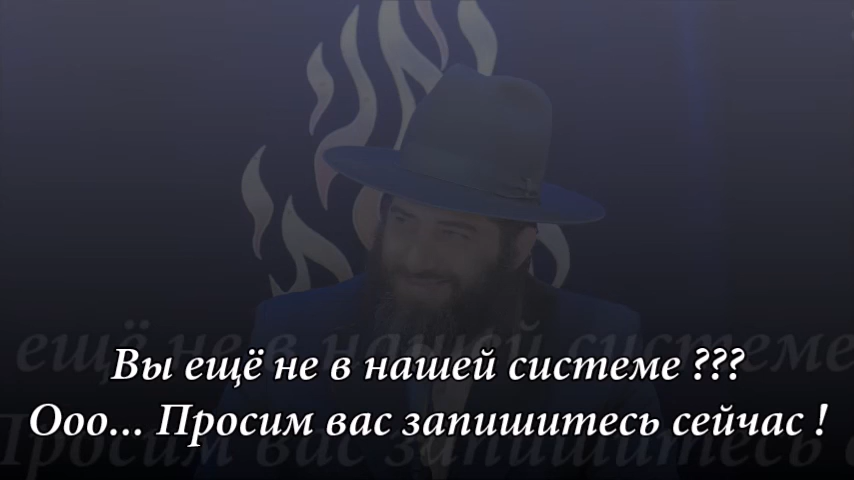 Вы ещё не в нашей системе ???
Ооо... Просим вас запишитесь сейчас !